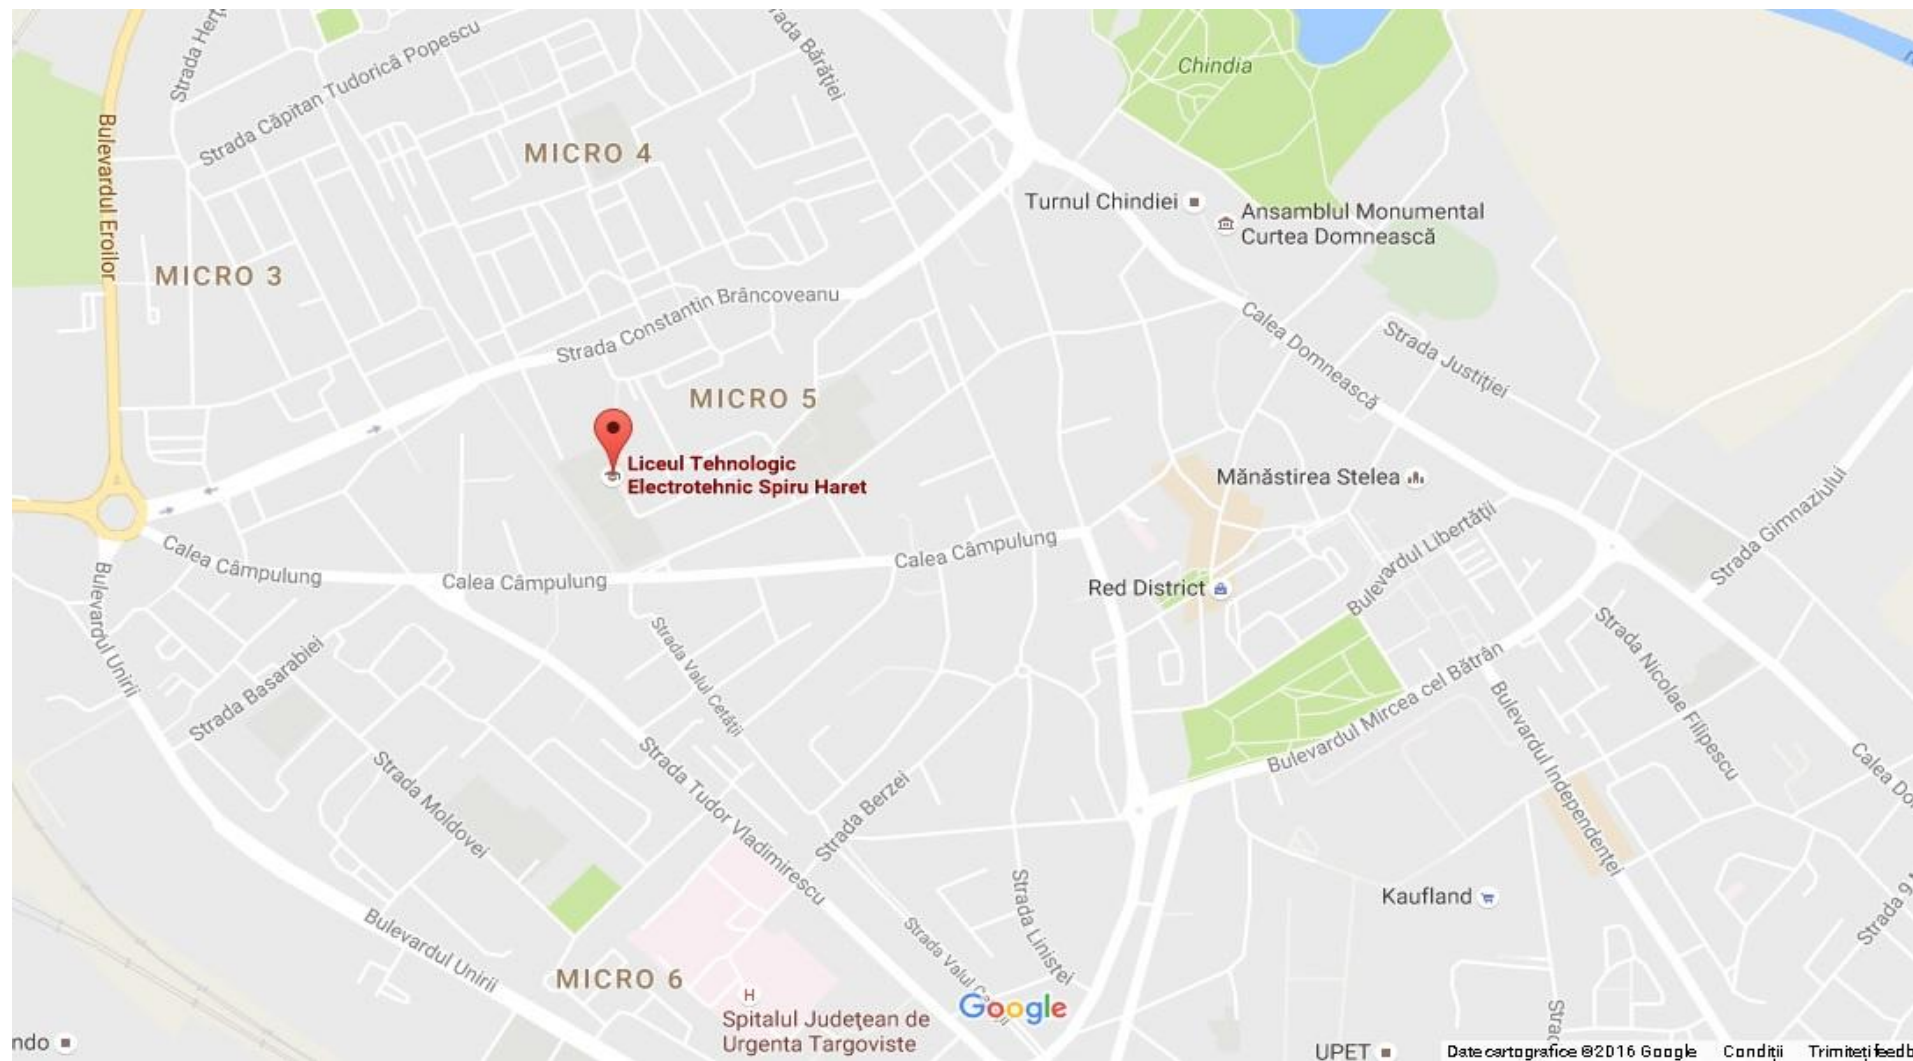 Strada Căpitan Tudorică Popescu
Chindia
Bulevardul Eroilor
MICRO 4
Turnul Chindiei
Ansamblul Monumental
Curtea Domnească
MICRO 3
Strada Constantin Brâncoveanu
Calea Domnească
Strada Justiției
MICRO 5
Liceul Tehnologic
Electrotehnic Spiru Haret
Mănăstirea Stelea
Strada Gimnaziului
Bulevardul Libertății
Calea Câmpulung
Calea Câmpulung
Calea Câmpulung
Red District
Bulevardul Unirii
Strada Basarabiei
Strada Valul Cetății
Strada Nicolae Filipescu
Bulevardul Mircea cel Bătrân
Bulevardul Independenței
Strada Moldovei
Strada Tudor Vladimirescu
Strada Berzei
Calea Do
Kaufland
Strada 9
Strada Liniștei
Strada Valul
Bulevardul Unirii
MICRO 6
H
Spitalul Județean de
Urgenta Targoviste
Google
ndo
UPET
Date cartografice ©2016 Google
Condiții
Trimiteți feedb